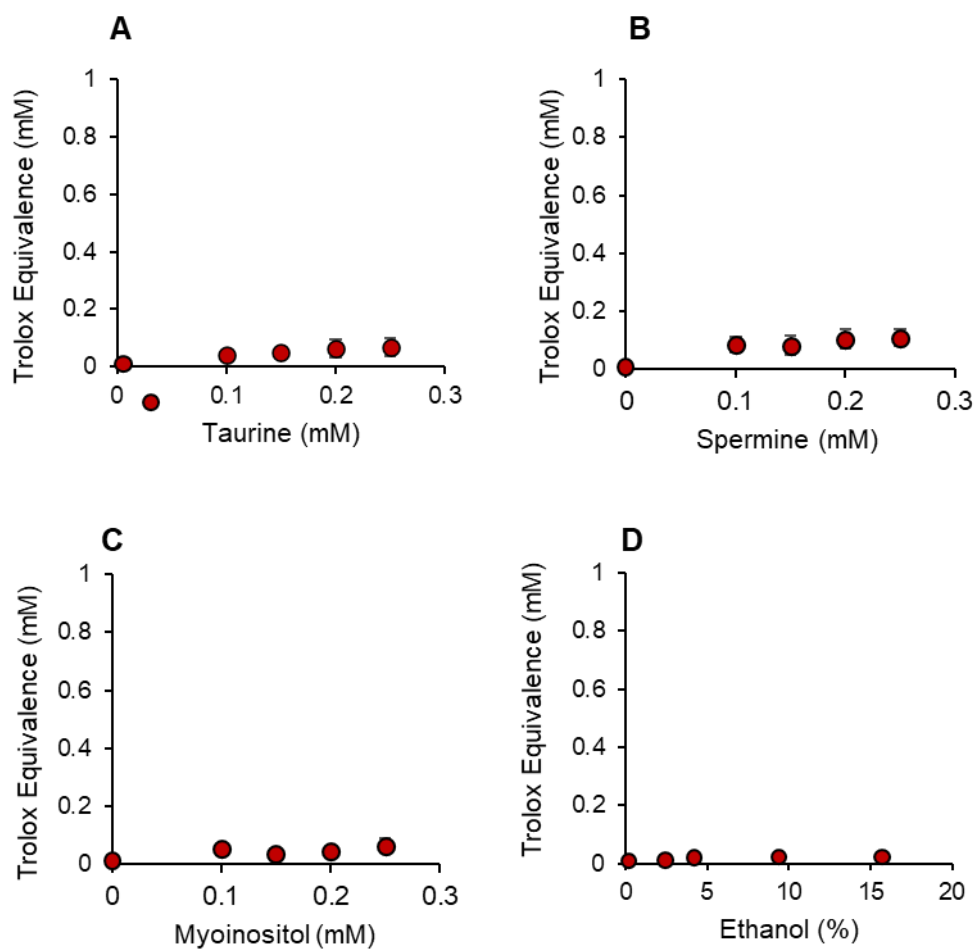 A
Trolox Equivalence (mM)
1
0.8
0.6
0.4
0.2
0
0 0.1 0.2 0.3
Taurine (mM)
B
Trolox Equivalence (mM)
1
0.8
0.6
0.4
0.2
0
0 0.1 0.2 0.3
Spermine (mM)
C
Trolox Equivalence (mM)
1
0.8
0.6
0.4
0.2
0
0 0.1 0.2 0.3
Myoinositol (mM)
D
Trolox Equivalence (mM)
1
0.8
0.6
0.4
0.2
0
0 5 10 15 20
Ethanol (%)